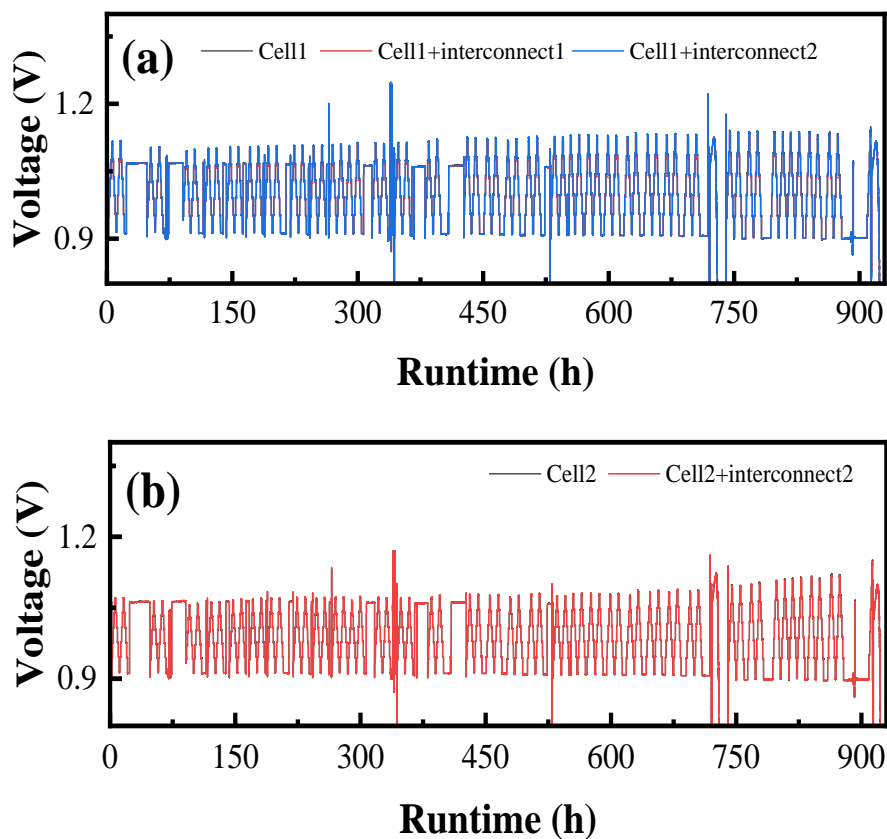 (a)
Cell1 Cell1+interconnect1 Cell1+interconnect2
Voltage (V)
1.2
0.9
0 150 300 450 600 750 900
Runtime (h)
(b)
Cell2 Cell2+interconnect2
Voltage (V)
1.2
0.9
0 150 300 450 600 750 900
Runtime (h)